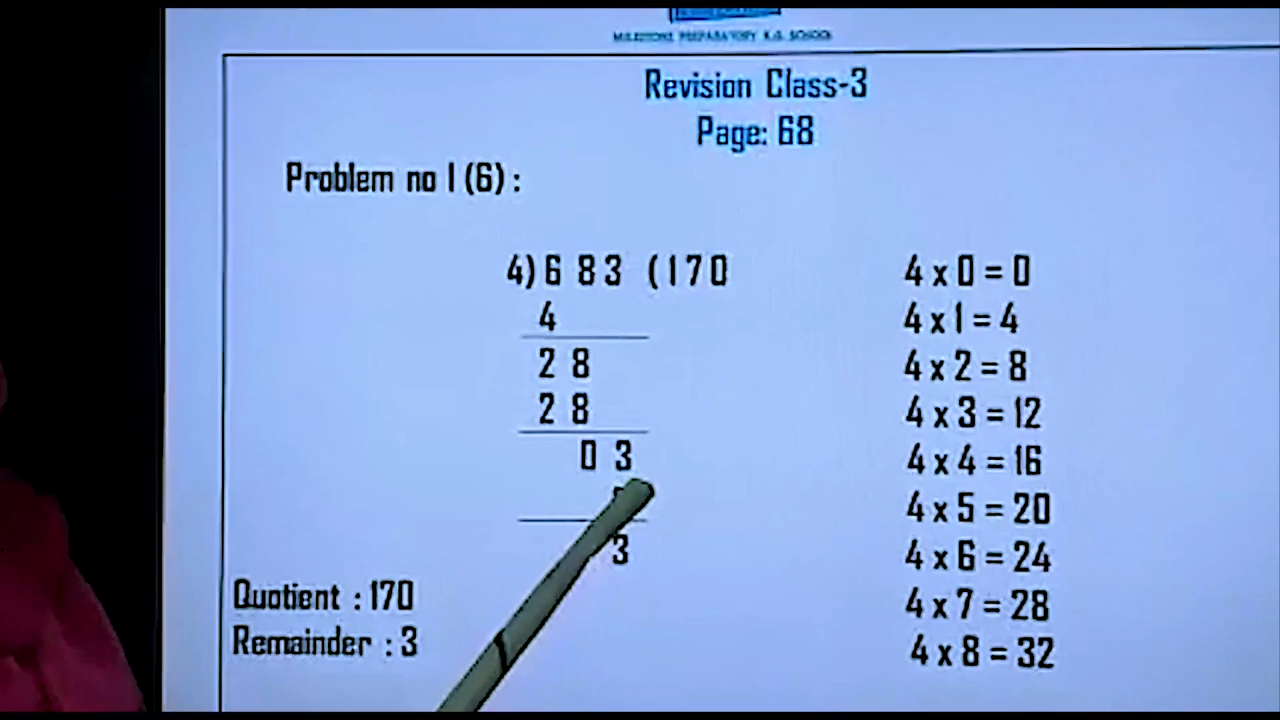 MILESTONE PREPARATORY K.G. SCHOOL
Revision Class-3
Page: 68
Problem no 1 (6) :
4) 6 8 3 ( 1 7 0
4
2 8
2 8
0 3
3
Quotient : 170
Remainder : 3
4 x 0 = 0
4 x 1 = 4
4 x 2 = 8
4 x 3 = 12
4 x 4 = 16
4 x 5 = 20
4 x 6 = 24
4 x 7 = 28
4 x 8 = 32